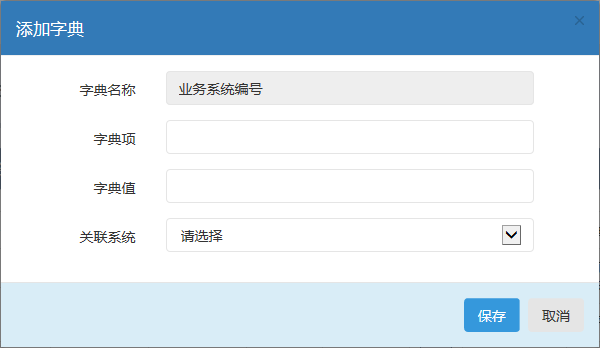 添加字典
字典名称 业务系统编号
字典项
字典值
关联系统 请选择
保存 取消